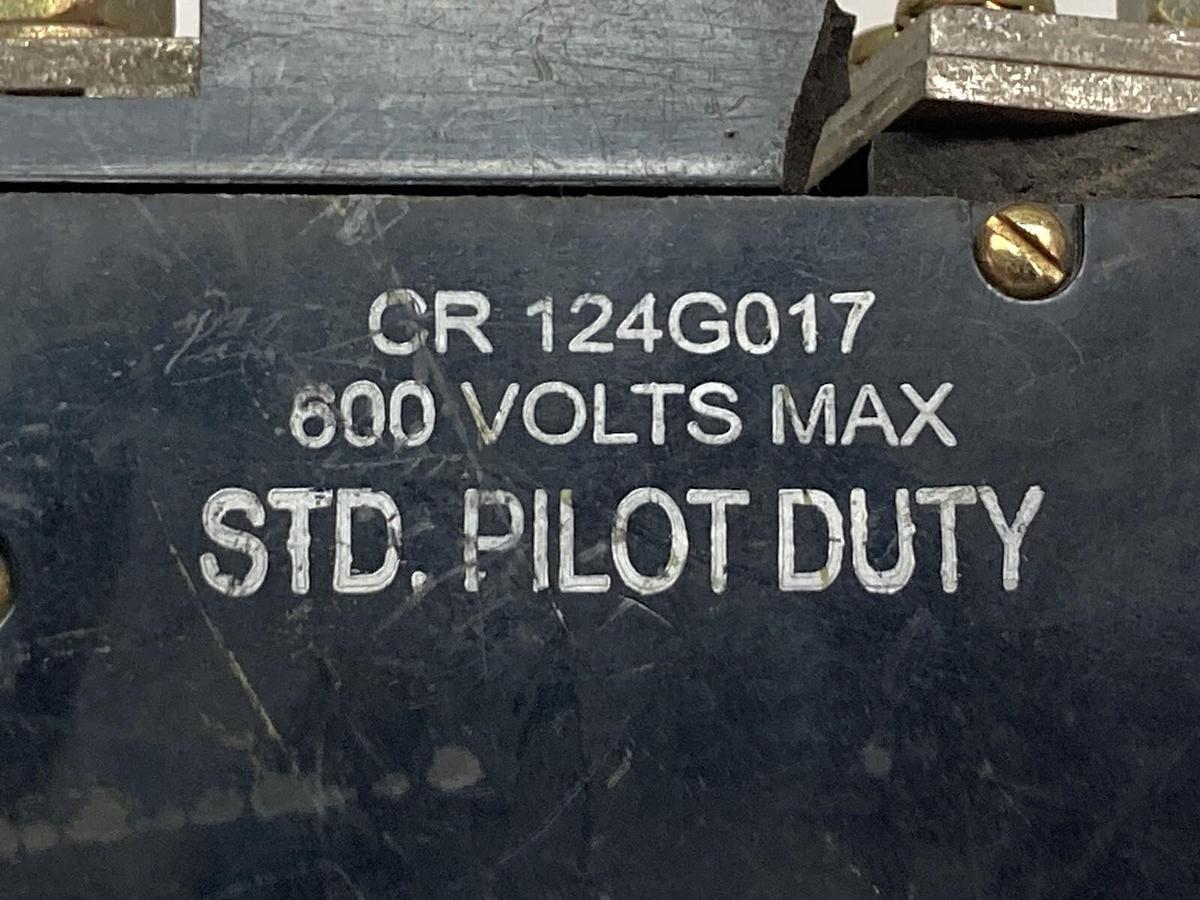 CR 124G017
600 VOLTS MAX
STD. PILOT DUTY